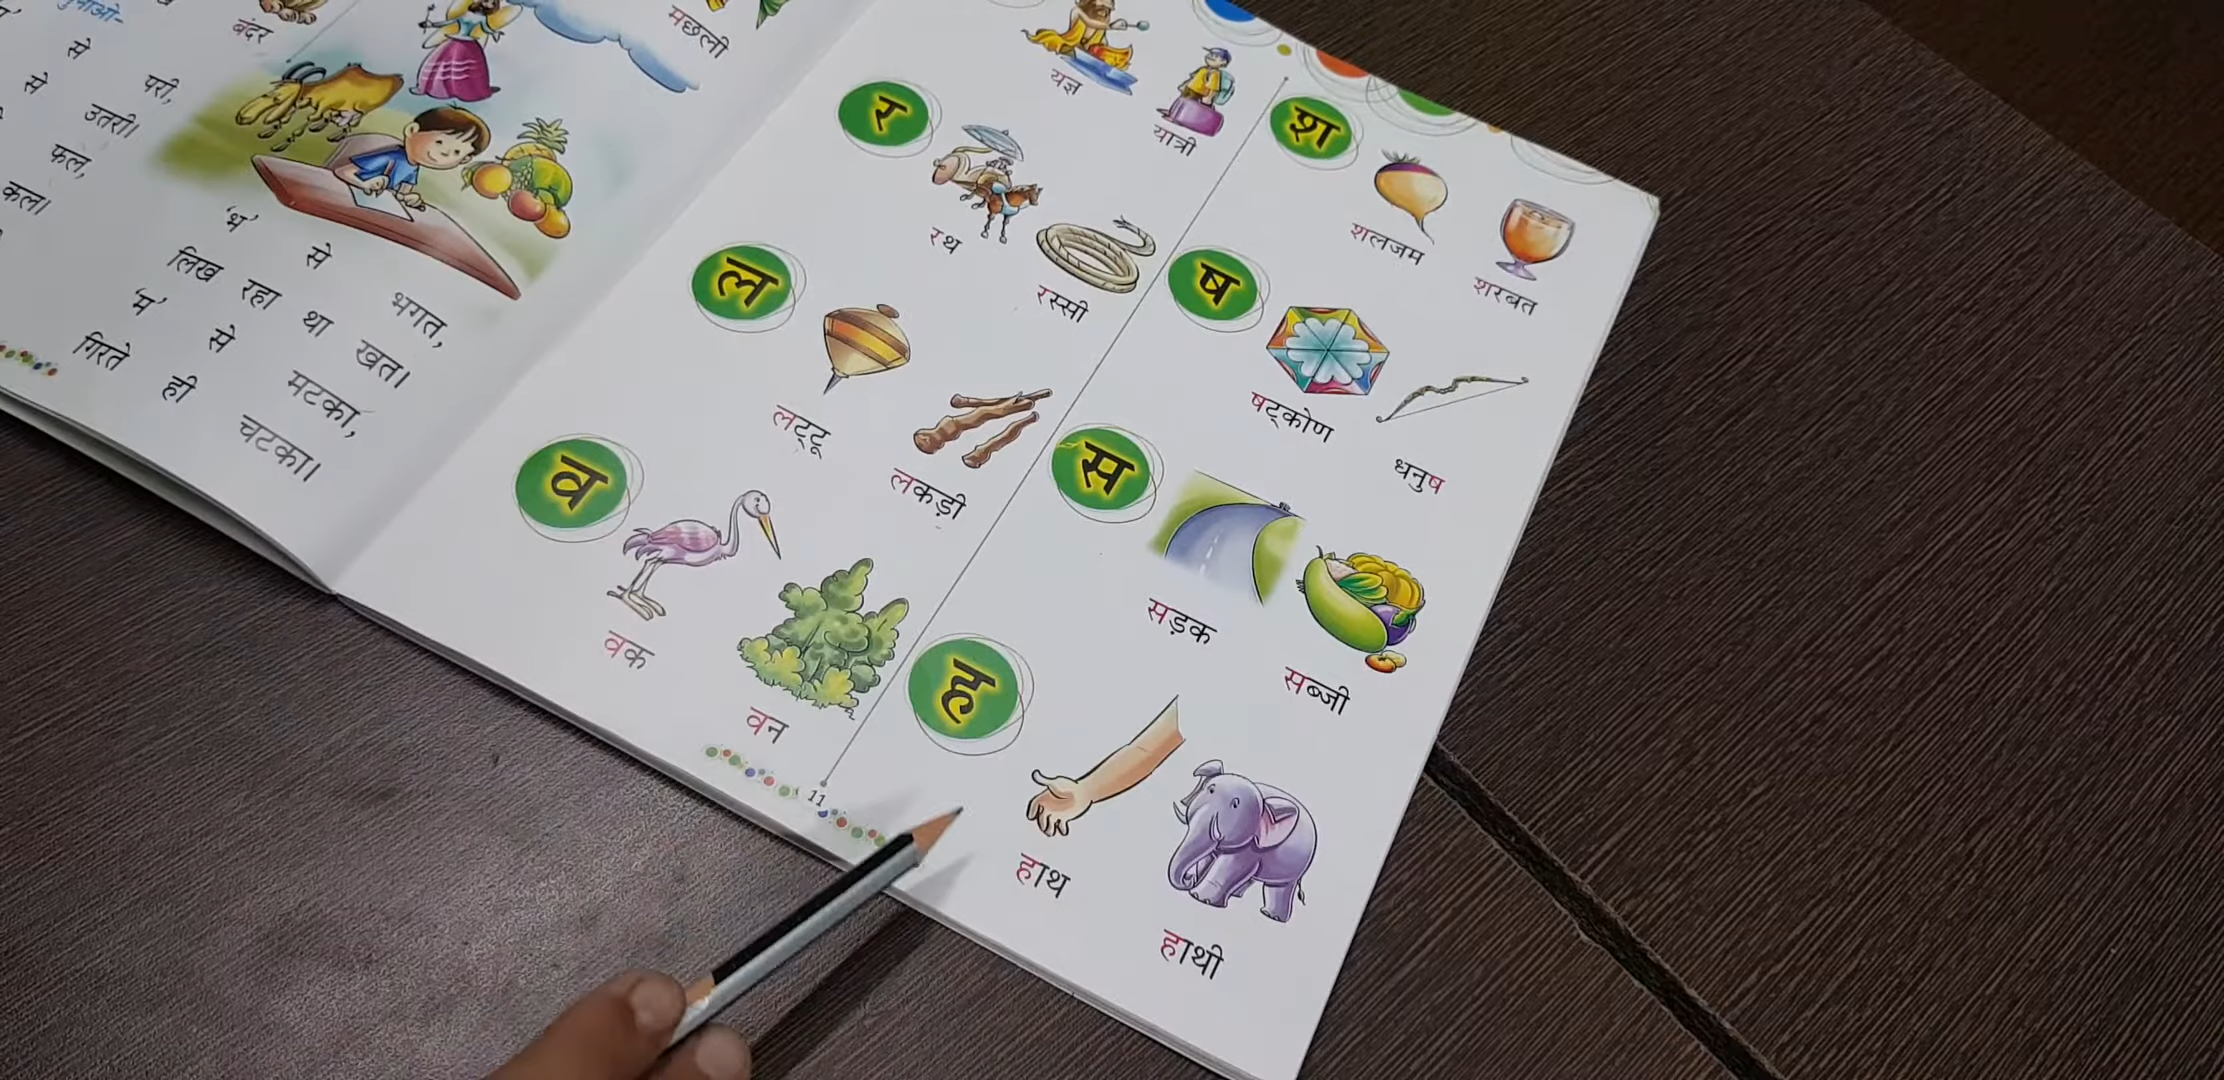 बंदर
मछली
से परी,
से उतरी।
फल,
कल।
'भ' से भगत,
लिख रहा था खत।
'म' से मटका,
गिरते ही चटका।
यज्ञ
यात्री
र
रथ
रस्सी
ल
लट्टू
लकड़ी
व
वक
वन
श
शलजम
शरबत
ष
षट्कोण
धनुष
स
सड़क
सब्जी
ह
हाथ
हाथी
11